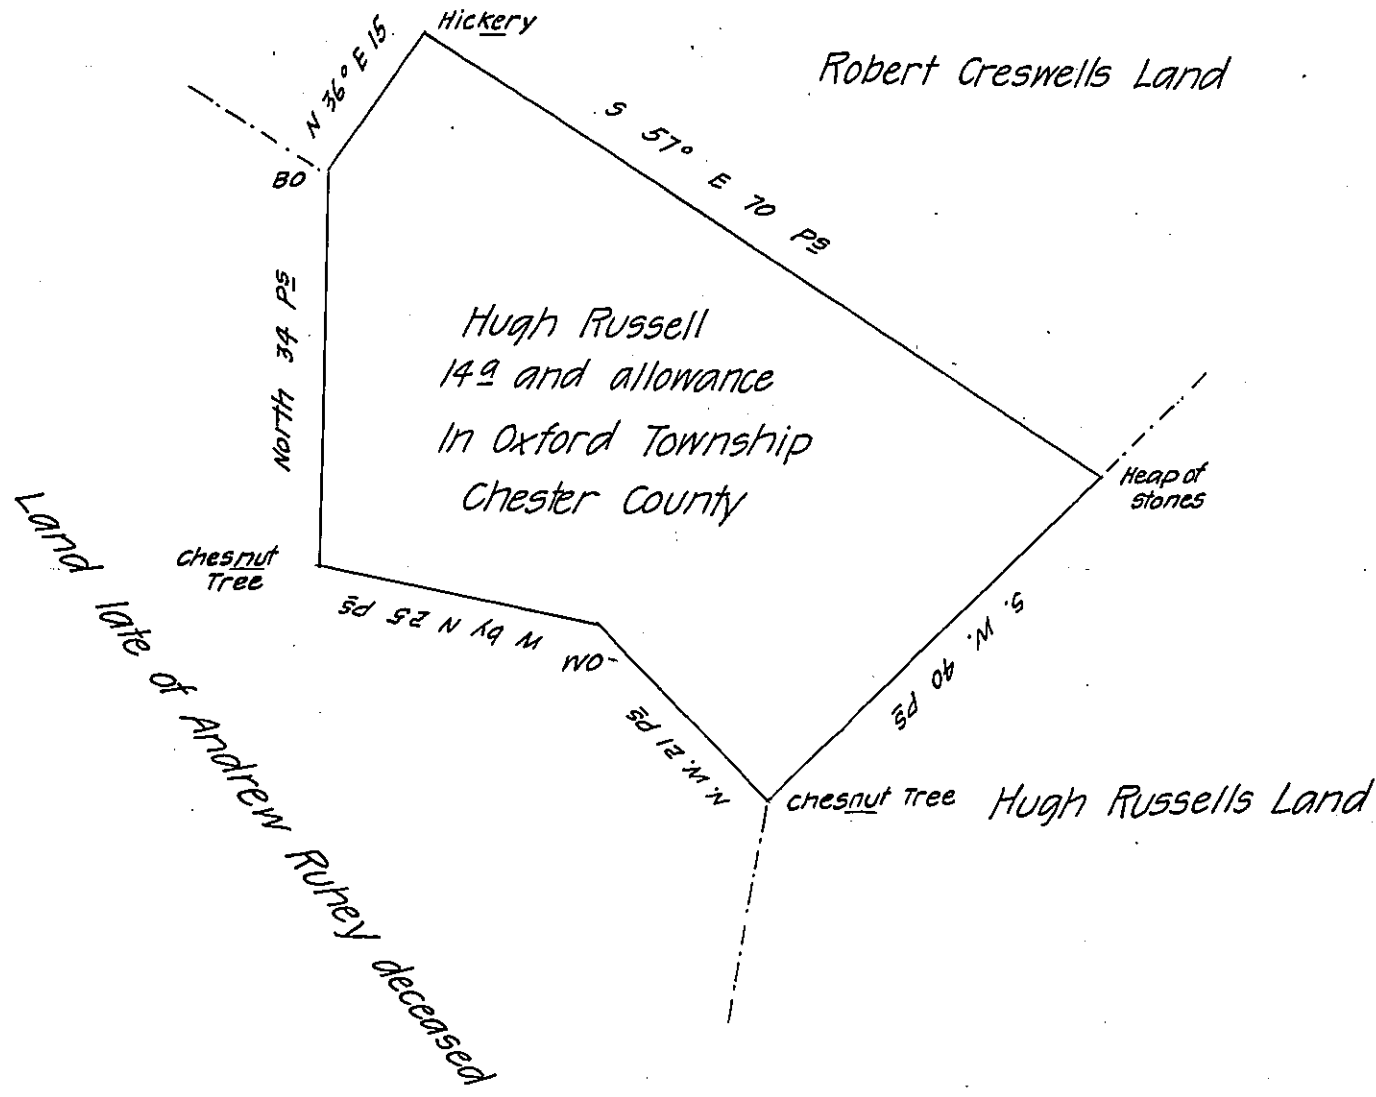 Hickery
N 36° E 15
Robert Creswells Land
S 57° E 70 Ps
BO
North 34 Ps
Hugh Russell
14a and allowance
In Oxford Township
Chester County
Heap of
stones
Chesnut
Tree
W by N 25 Ps
WO
S. W. 40 Ps
N. W. 21 Ps
Chesnut Tree
Hugh Russells Land
Land late of Andrew Ruhey deceased